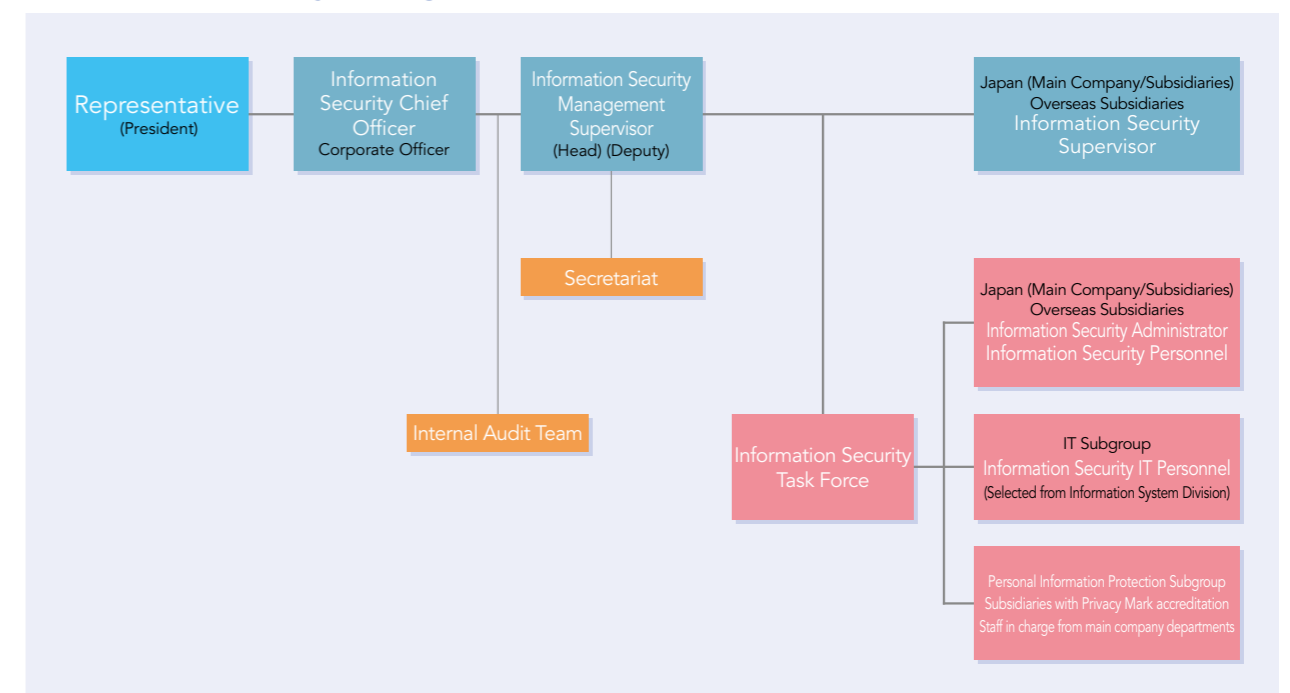 Representative
(President)
Information
Security Chief
Officer
Corporate Officer
Information Security
Management
Supervisor
(Head) (Deputy)
Japan (Main Company/Subsidiaries)
Overseas Subsidiaries
Information Security
Supervisor
Secretariat
Japan (Main Company/Subsidiaries)
Overseas Subsidiaries
Information Security Administrator
Information Security Personnel
Internal Audit Team
Information Security
Task Force
IT Subgroup
Information Security IT Personnel
(Selected from Information System Division)
Personal Information Protection Subgroup
Subsidiaries with Privacy Mark accreditation
Staff in charge from main company departments